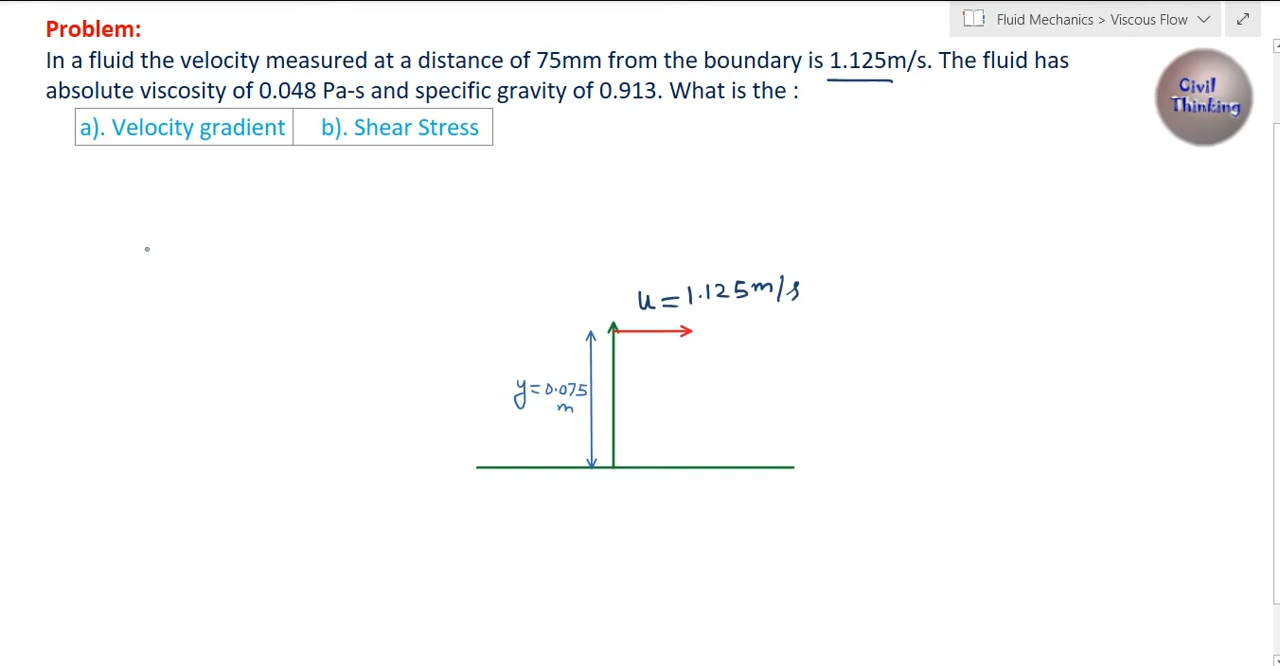 Fluid Mechanics > Viscous Flow
Problem:
In a fluid the velocity measured at a distance of 75mm from the boundary is 1.125m/s. The fluid has
absolute viscosity of 0.048 Pa-s and specific gravity of 0.913. What is the :
Civil
Thinking
a). Velocity gradient b). Shear Stress
u=1.125m/s
y=0.075
m